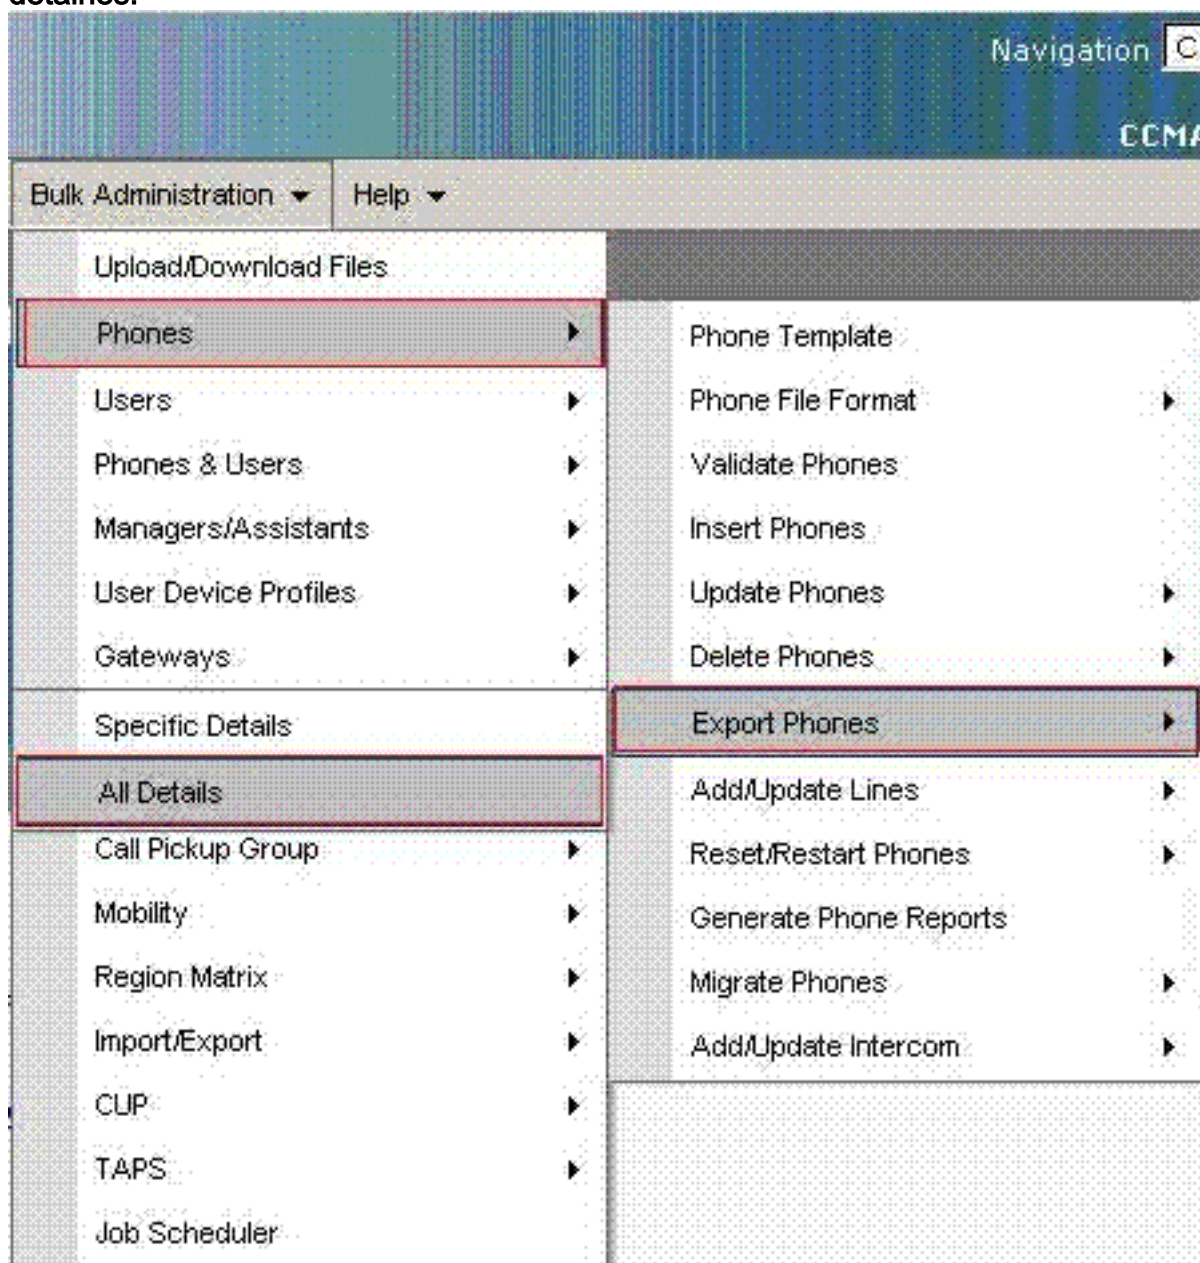 detalhes.
Navigation C
CCMA
Bulk Administration Help
Upload/Download Files
Phones
Users
Phones & Users
Managers/Assistants
User Device Profiles
Gateways
Specific Details
All Details
Call Pickup Group
Mobility
Region Matrix
Import/Export
CUP
TAPS
Job Scheduler
Phone Template
Phone File Format
Validate Phones
Insert Phones
Update Phones
Delete Phones
Export Phones
Add/Update Lines
Reset/Restart Phones
Generate Phone Reports
Migrate Phones
Add/Update Intercom